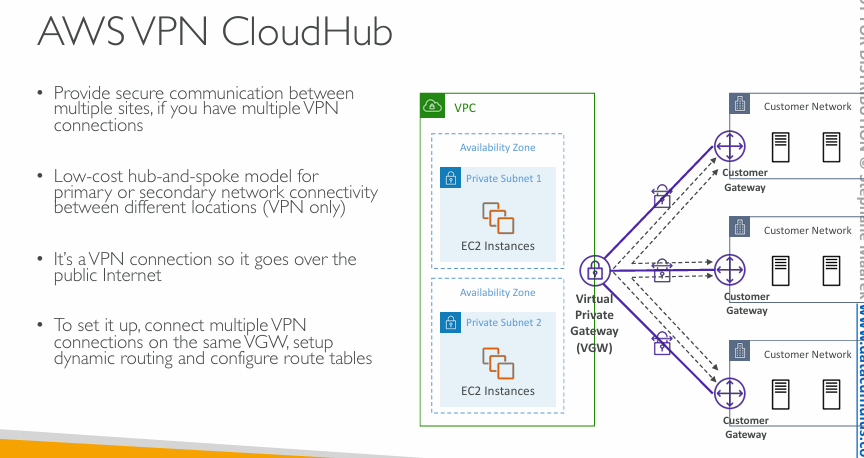 AWS VPN CloudHub
• Provide secure communication between
multiple sites, if you have multiple VPN
connections
• Low-cost hub-and-spoke model for
primary or secondary network connectivity
between different locations (VPN only)
• It's a VPN connection so it goes over the
public Internet
• To set it up, connect multiple VPN
connections on the same VGW, setup
dynamic routing and configure route tables
VPC
Availability Zone
Private Subnet 1
EC2 Instances
Availability Zone
Private Subnet 2
EC2 Instances
Virtual
Private
Gateway
(VGW)
Customer Network
Customer
Gateway
Customer Network
Customer
Gateway
Customer Network
Customer
Gateway